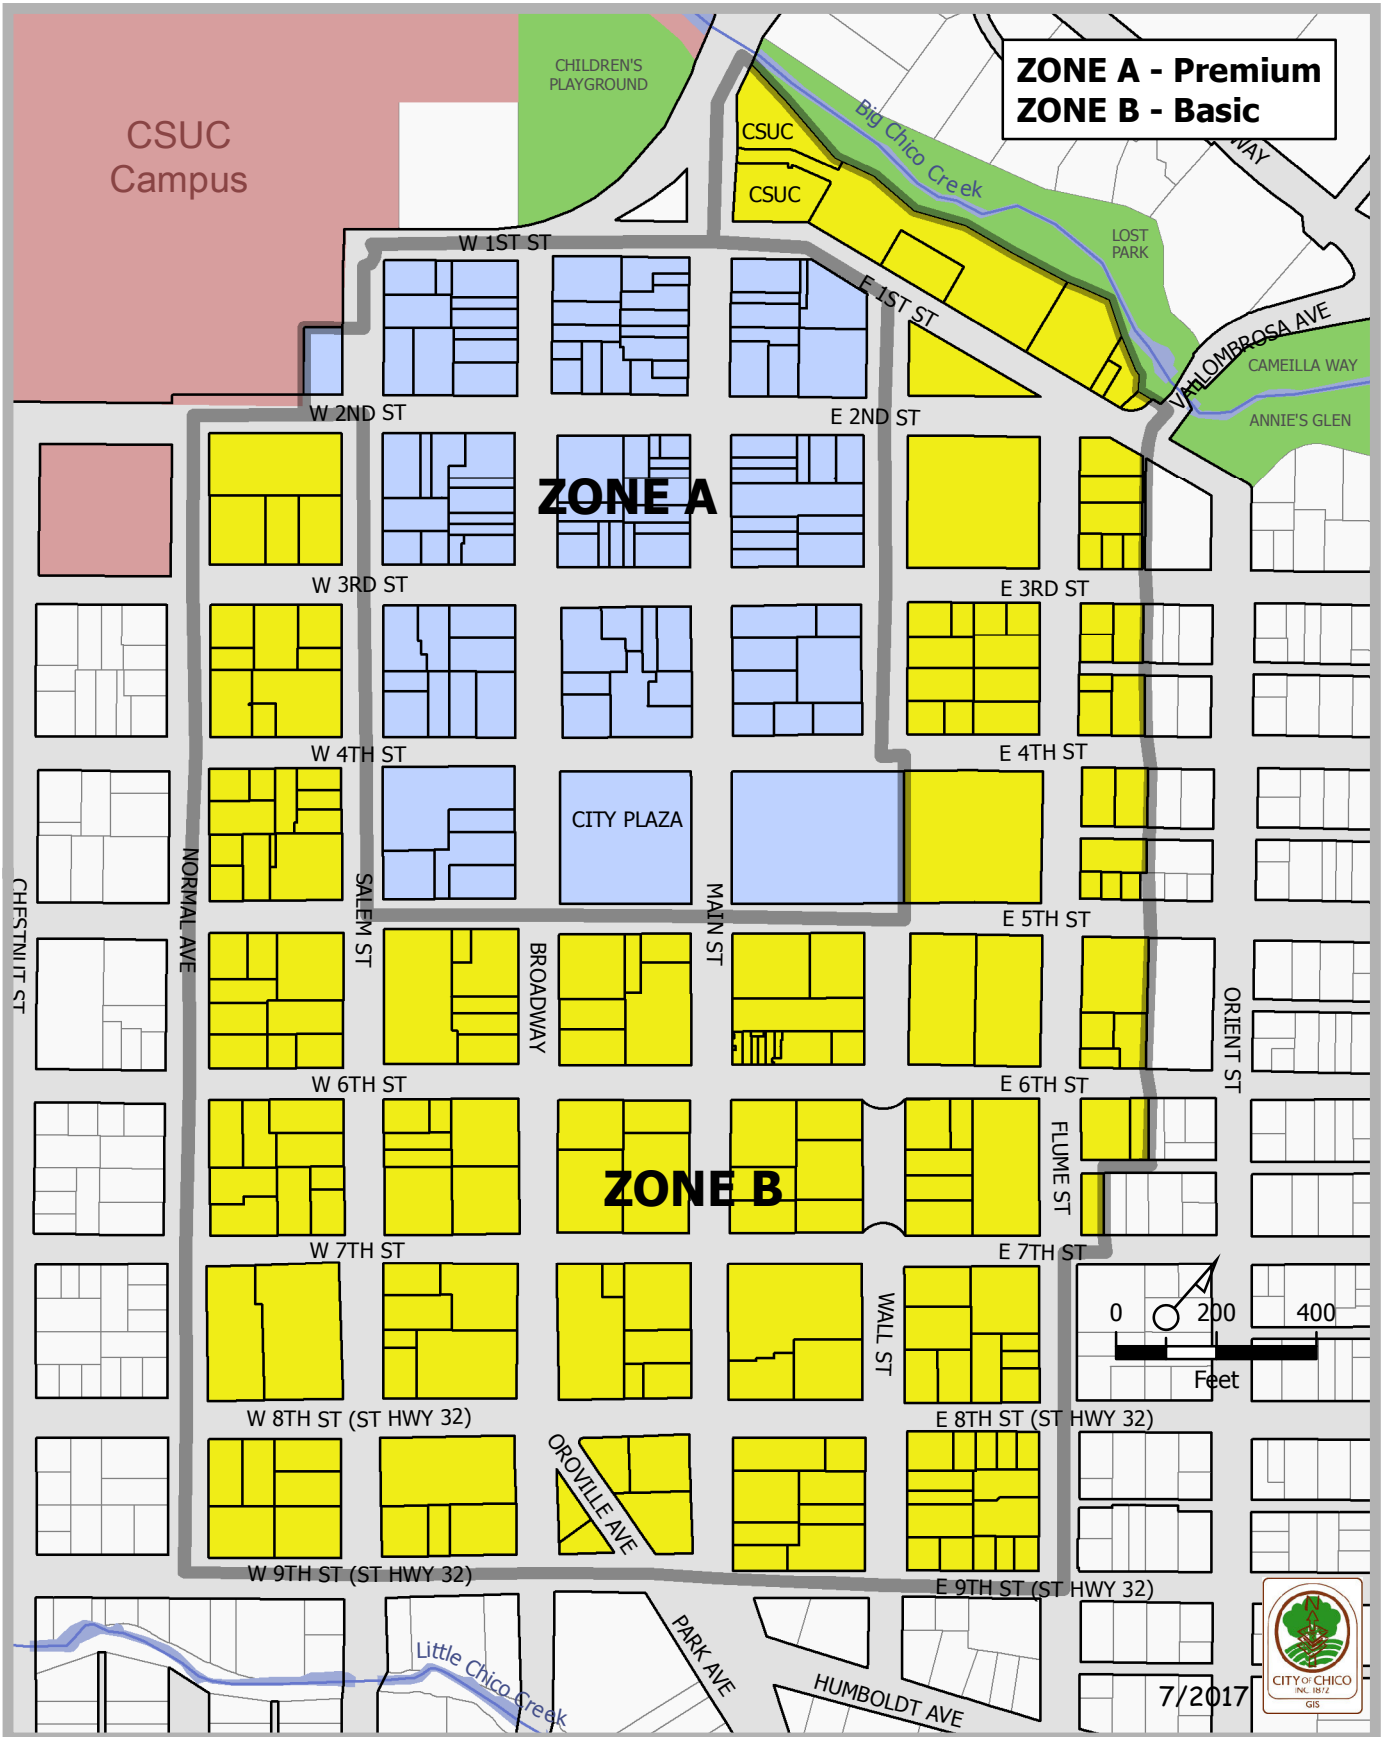 ZONE A - Premium
ZONE B - Basic
CHILDREN'S
PLAYGROUND
CSUC
Campus
CSUC
CSUC
Big Chico Creek
WAY
LOST
PARK
W 1ST ST
E 1ST ST
VALLOMBROSA AVE
CAMEILLA WAY
ANNIE'S GLEN
W 2ND ST
E 2ND ST
ZONE A
W 3RD ST
E 3RD ST
W 4TH ST
E 4TH ST
CITY PLAZA
CHESTNUT ST
NORMAL AVE
SALEM ST
BROADWAY
MAIN ST
E 5TH ST
ORIENT ST
W 6TH ST
E 6TH ST
FLUME ST
ZONE B
W 7TH ST
E 7TH ST
WALL ST
0 200 400
Feet
W 8TH ST (ST HWY 32)
E 8TH ST (ST HWY 32)
OROVILLE AVE
W 9TH ST (ST HWY 32)
E 9TH ST (ST HWY 32)
PARK AVE
Little Chico Creek
HUMBOLDT AVE
7/2017
N
CITY OF CHICO
INC. 1872
GIS